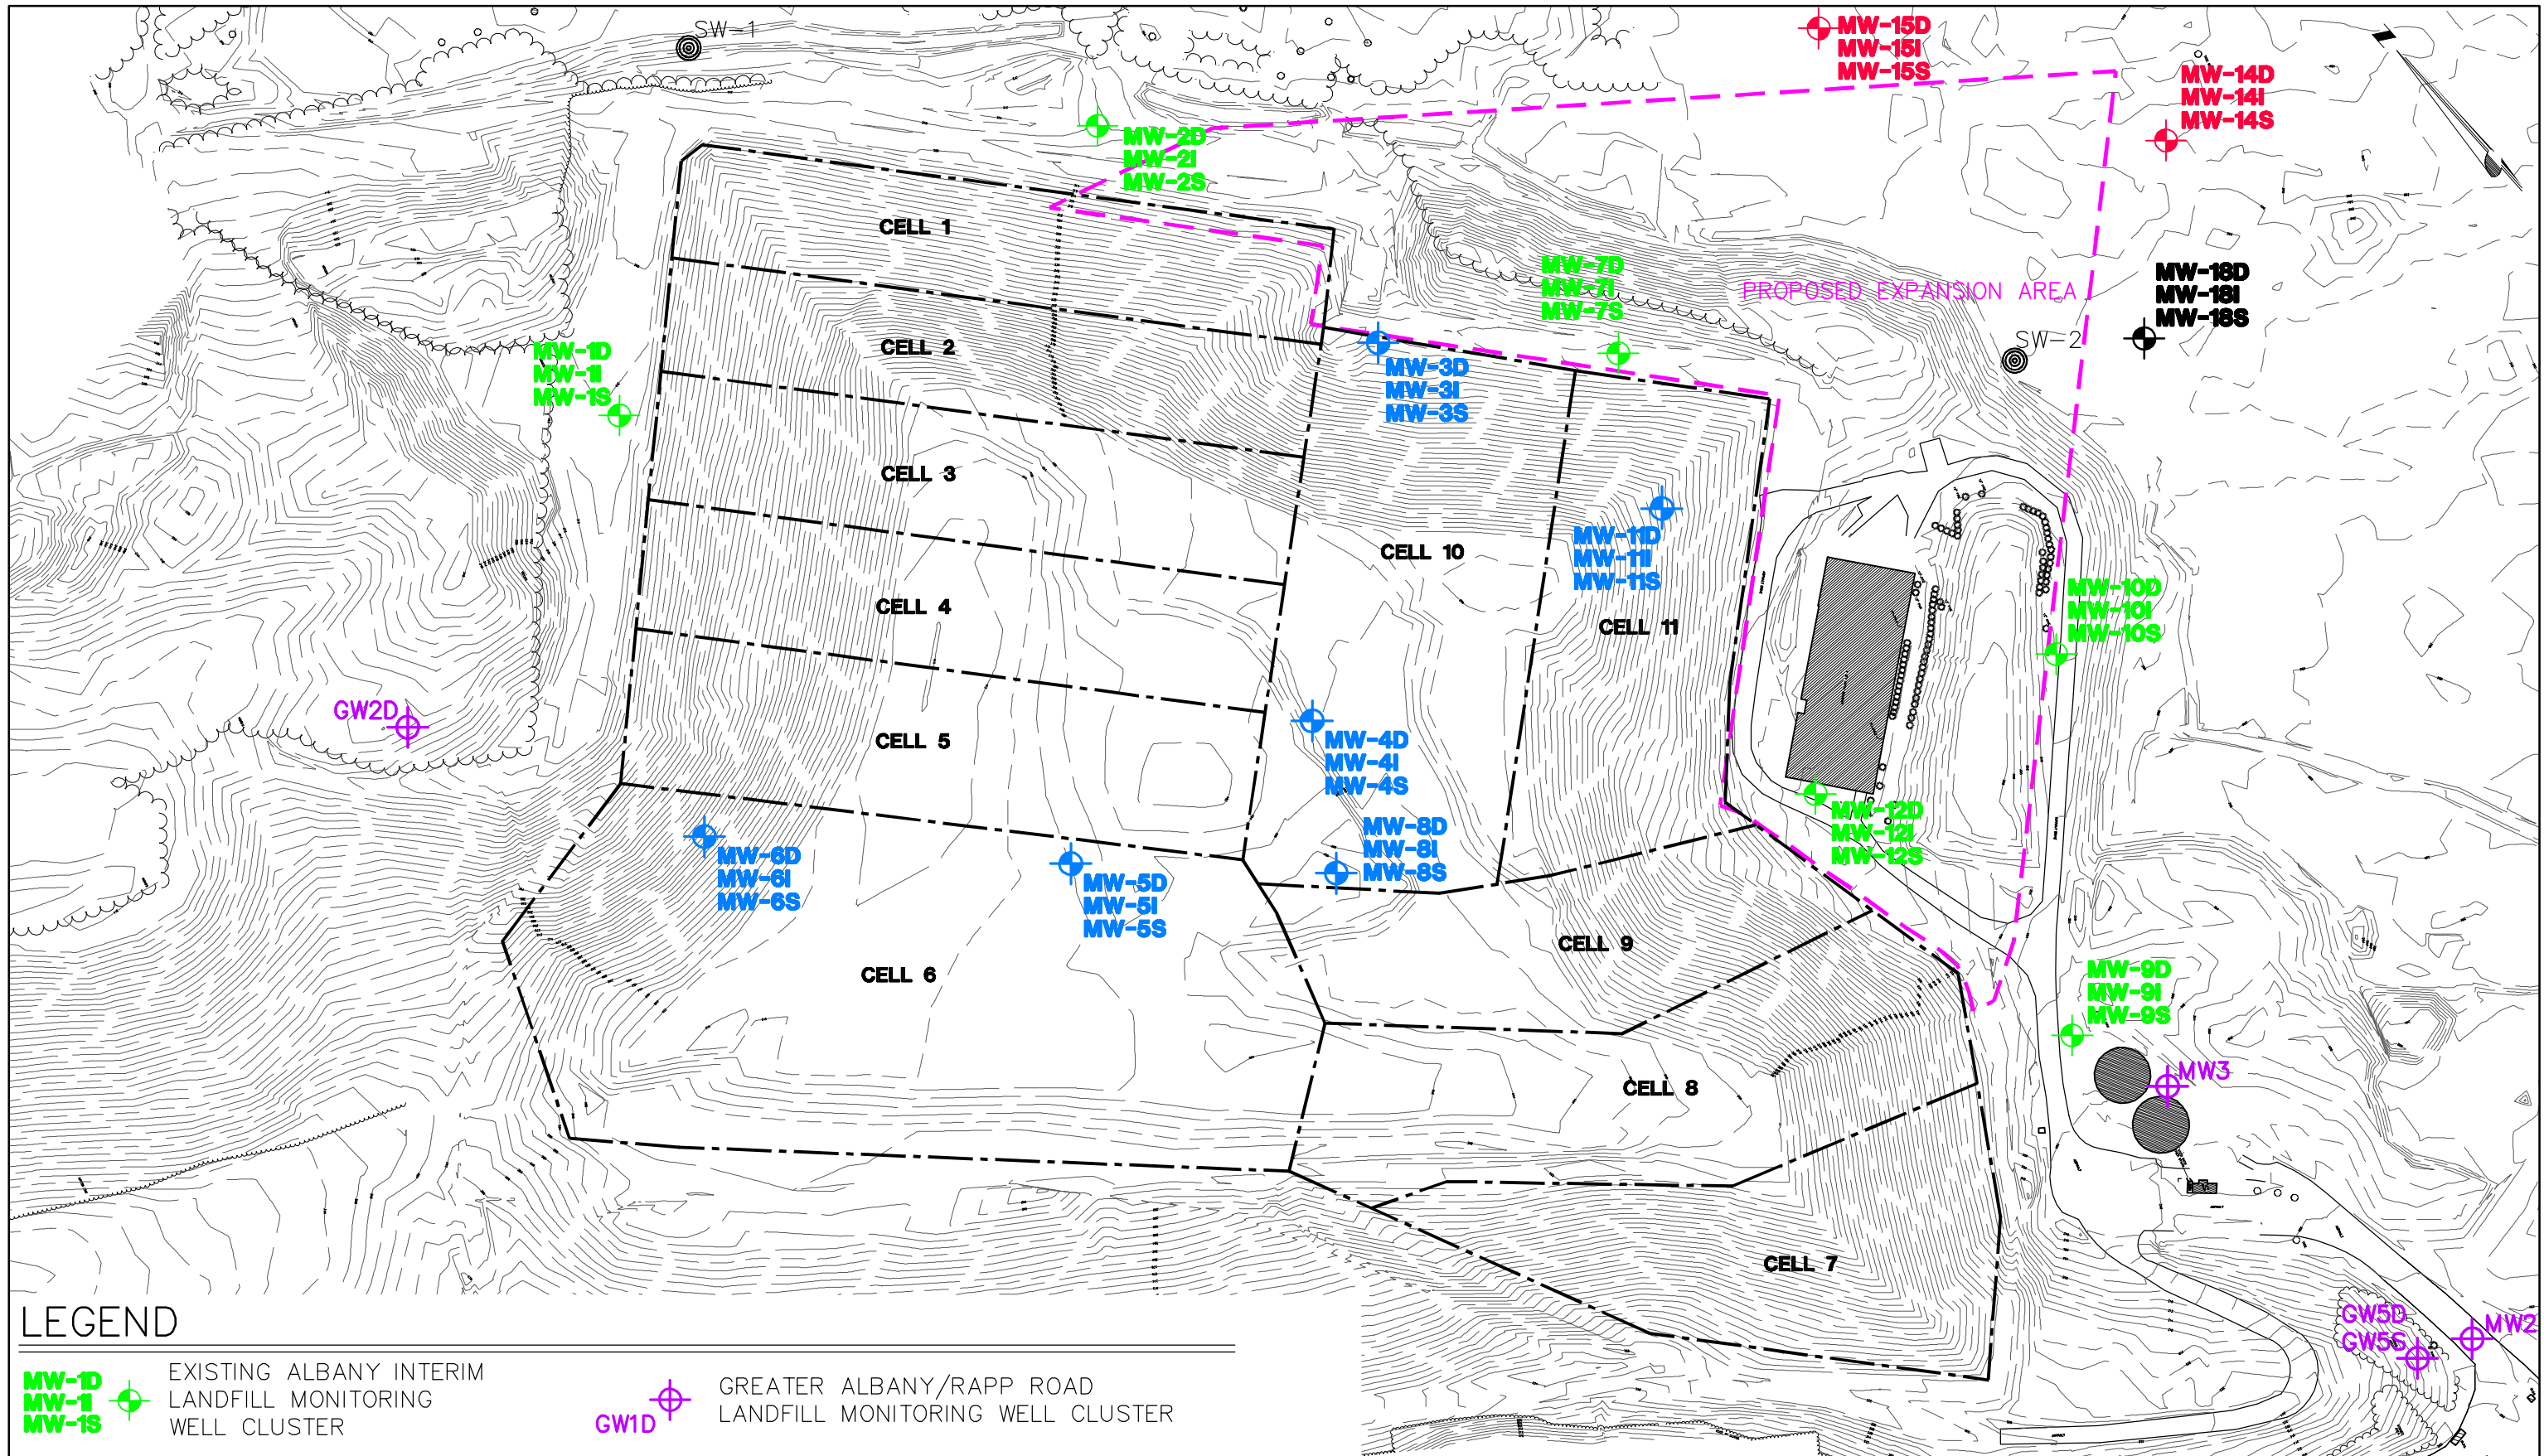 SW-1
MW-15D
MW-15I
MW-15S
MW-14D
MW-14I
MW-14S
MW-2D
MW-2I
MW-2S
CELL 1
MW-7D
MW-7I
MW-7S
PROPOSED EXPANSION AREA
MW-18D
MW-18I
MW-18S
SW-2
MW-1D
MW-1I
MW-1S
CELL 2
MW-3D
MW-3I
MW-3S
CELL 3
CELL 10
MW-11D
MW-11I
MW-11S
CELL 4
CELL 11
MW-10D
MW-10I
MW-10S
GW2D
CELL 5
MW-4D
MW-4I
MW-4S
MW-12D
MW-12I
MW-12S
MW-8D
MW-8I
MW-8S
MW-6D
MW-6I
MW-6S
MW-5D
MW-5I
MW-5S
CELL 9
CELL 6
MW-9D
MW-9I
MW-9S
MW3
CELL 8
CELL 7
GW5D
GW5S
MW2
LEGEND
MW-1D
MW-1I
MW-1S
EXISTING ALBANY INTERIM
LANDFILL MONITORING
WELL CLUSTER
GW1D
GREATER ALBANY/RAPP ROAD
LANDFILL MONITORING WELL CLUSTER